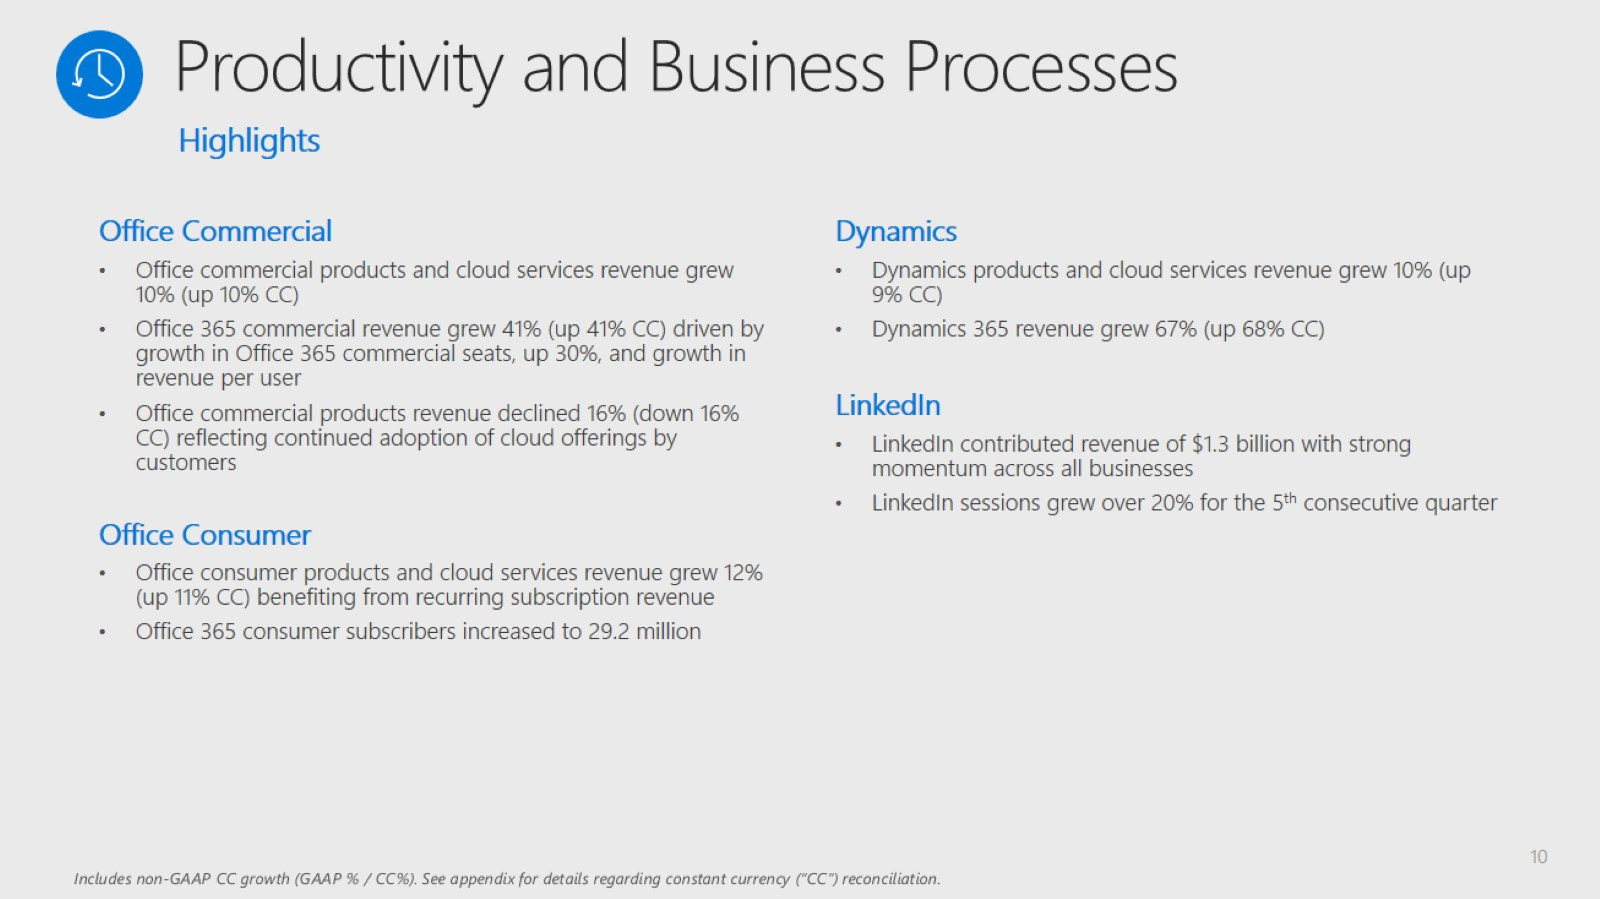 Productivity and Business Processes
Highlights
Office Commercial
• Office commercial products and cloud services revenue grew
10% (up 10% CC)
• Office 365 commercial revenue grew 41% (up 41% CC) driven by
growth in Office 365 commercial seats, up 30%, and growth in
revenue per user
• Office commercial products revenue declined 16% (down 16%
CC) reflecting continued adoption of cloud offerings by
customers
Office Consumer
• Office consumer products and cloud services revenue grew 12%
(up 11% CC) benefiting from recurring subscription revenue
• Office 365 consumer subscribers increased to 29.2 million
Dynamics
• Dynamics products and cloud services revenue grew 10% (up
9% CC)
• Dynamics 365 revenue grew 67% (up 68% CC)
LinkedIn
• LinkedIn contributed revenue of $1.3 billion with strong
momentum across all businesses
• LinkedIn sessions grew over 20% for the 5th consecutive quarter
10
Includes non-GAAP CC growth (GAAP % / CC%). See appendix for details regarding constant currency (“CC”) reconciliation.